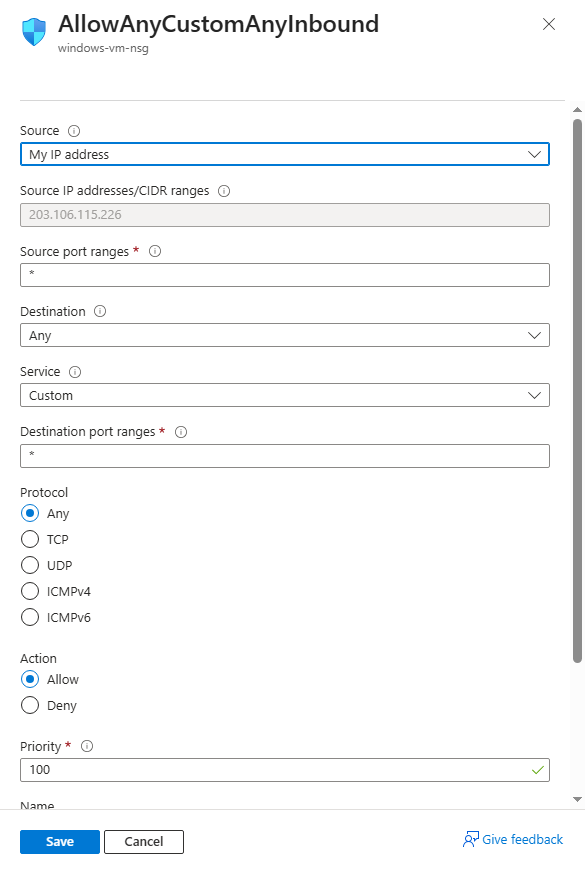 AllowAnyCustomAnyInbound
windows-vm-nsg
Source
My IP address
Source IP addresses/CIDR ranges
203.106.115.226
Source port ranges *
*
Destination
Any
Service
Custom
Destination port ranges *
*
Protocol
Any
TCP
UDP
ICMPv4
ICMPv6
Action
Allow
Deny
Priority *
100
Name
Save
Cancel
Give feedback